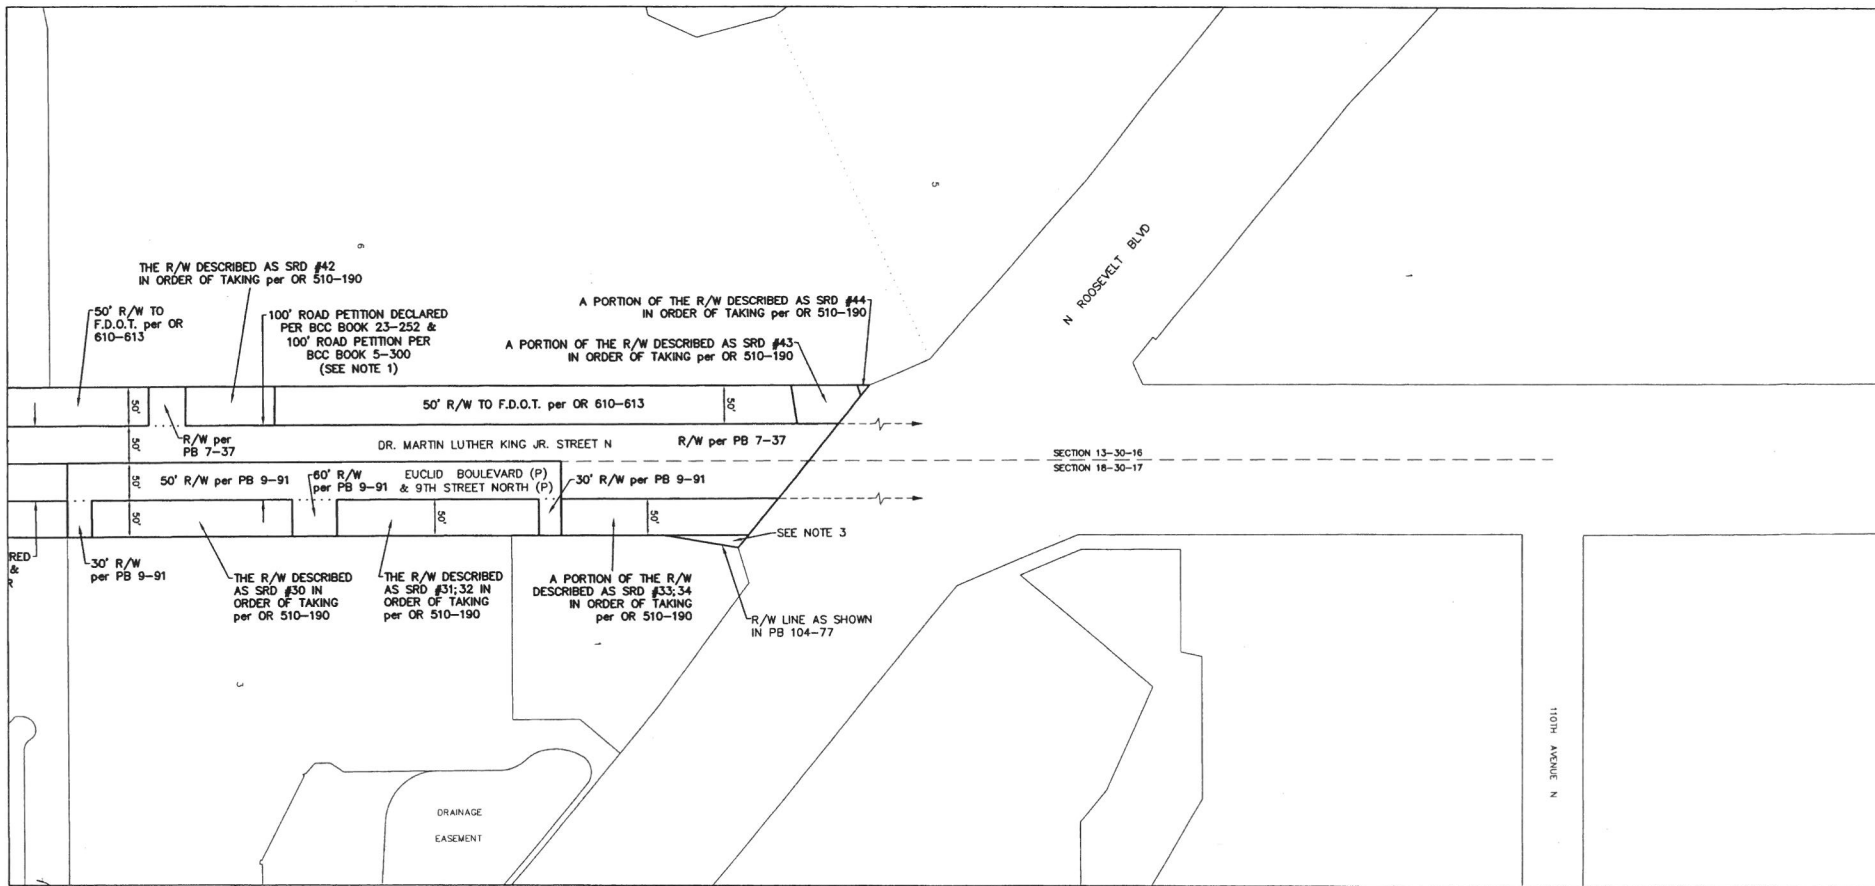 5
6
N ROOSEVELT BLVD
1
THE R/W DESCRIBED AS SRD #42
IN ORDER OF TAKING per OR 510-190
50' R/W TO
F.D.O.T. per OR
610-613
100' ROAD PETITION DECLARED
PER BCC BOOK 23-252 &
100' ROAD PETITION PER
BCC BOOK 5-300
(SEE NOTE 1)
A PORTION OF THE R/W DESCRIBED AS SRD #44
IN ORDER OF TAKING per OR 510-190
A PORTION OF THE R/W DESCRIBED AS SRD #43
IN ORDER OF TAKING per OR 510-190
50'
50' R/W TO F.D.O.T. per OR 610-613
50'
R/W per
PB 7-37
50'
DR. MARTIN LUTHER KING JR. STREET N
R/W per PB 7-37
SECTION 13-30-16
SECTION 18-30-17
50'
50' R/W per PB 9-91
60' R/W
per PB 9-91
EUCLID BOULEVARD (P)
& 9TH STREET NORTH (P)
30' R/W per PB 9-91
50'
50'
50'
SEE NOTE 3
RED
&
R
30' R/W
per PB 9-91
THE R/W DESCRIBED
AS SRD #30 IN
ORDER OF TAKING
per OR 510-190
THE R/W DESCRIBED
AS SRD #31;32 IN
ORDER OF TAKING
per OR 510-190
A PORTION OF THE R/W
DESCRIBED AS SRD #33;34
IN ORDER OF TAKING
per OR 510-190
R/W LINE AS SHOWN
IN PB 104-77
1
3
110TH AVENUE N
DRAINAGE
EASEMENT